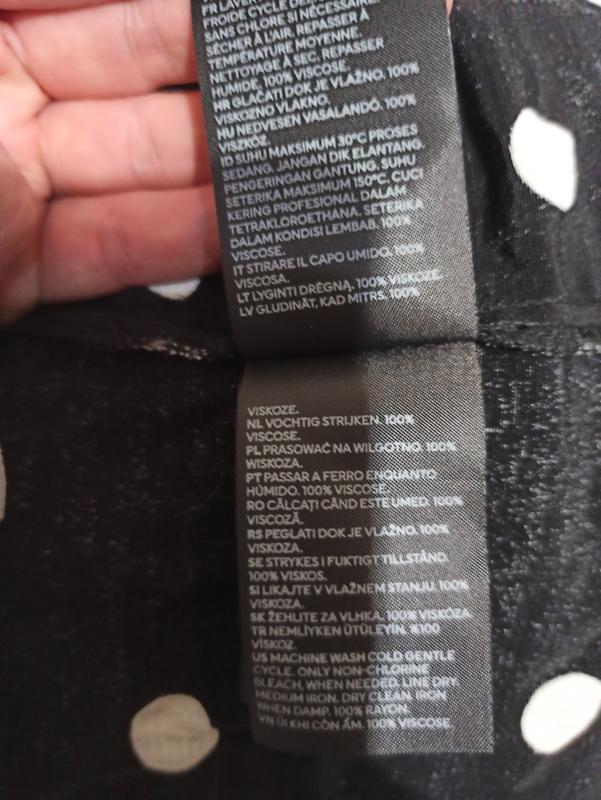 FROIDE CYCLE
SANS CHLORE SI NÉCESSAIRE.
SÉCHER À L'AIR. REPASSER À
TEMPÉRATURE MOYENNE.
NETTOYAGE À SEC. REPASSER
HUMIDE. 100% VISCOSE.
HR GLAČATI DOK JE VLAŽNO. 100%
VISKOZNO VLAKNO.
HU NEDVESEN VASALANDÓ. 100%
VISZKÓZ.
ID SUHU MAKSIMUM 30°C PROSES
SEDANG. JANGAN DIK ELANTANG.
PENGERINGAN GANTUNG. SUHU
SETERIKA MAKSIMUM 150°C. CUCI
KERING PROFESIONAL DALAM
TETRAKLOROETHANA. SETERIKA
DALAM KONDISI LEMBAB. 100%
VISCOSE.
IT STIRARE IL CAPO UMIDO. 100%
VISCOSA.
LT LYGINTI DRĖGNĄ. 100% VISKOZĖ.
LV GLUDINĀT, KAD MITRS. 100%
VISKOZE.
NL VOCHTIG STRIJKEN. 100%
VISCOSE.
PL PRASOWAĆ NA WILGOTNO. 100%
WISKOZA.
PT PASSAR A FERRO ENQUANTO
HÚMIDO. 100% VISCOSE.
RO CĂLCAȚI CÂND ESTE UMED. 100%
VISCOZĂ.
RS PEGLATI DOK JE VLAŽNO. 100%
VISKOZA.
SE STRYKES I FUKTIGT TILLSTÅND.
100% VISKOS.
SI LIKAJTE V VLAŽNEM STANJU. 100%
VISKOZA.
SK ŽEHLITE ZA VLHKA. 100% VISKÓZA
TR NEMLİYKEN ÜTÜLEYİN. %100
VİSKOZ.
US MACHINE WASH COLD GENTLE
CYCLE. ONLY NON-CHLORINE
BLEACH, WHEN NEEDED. LINE DRY.
MEDIUM IRON. DRY CLEAN. IRON
WHEN DAMP. 100% RAYON.
VN ỦI KHI CÒN ẨM. 100% VISCOSE.